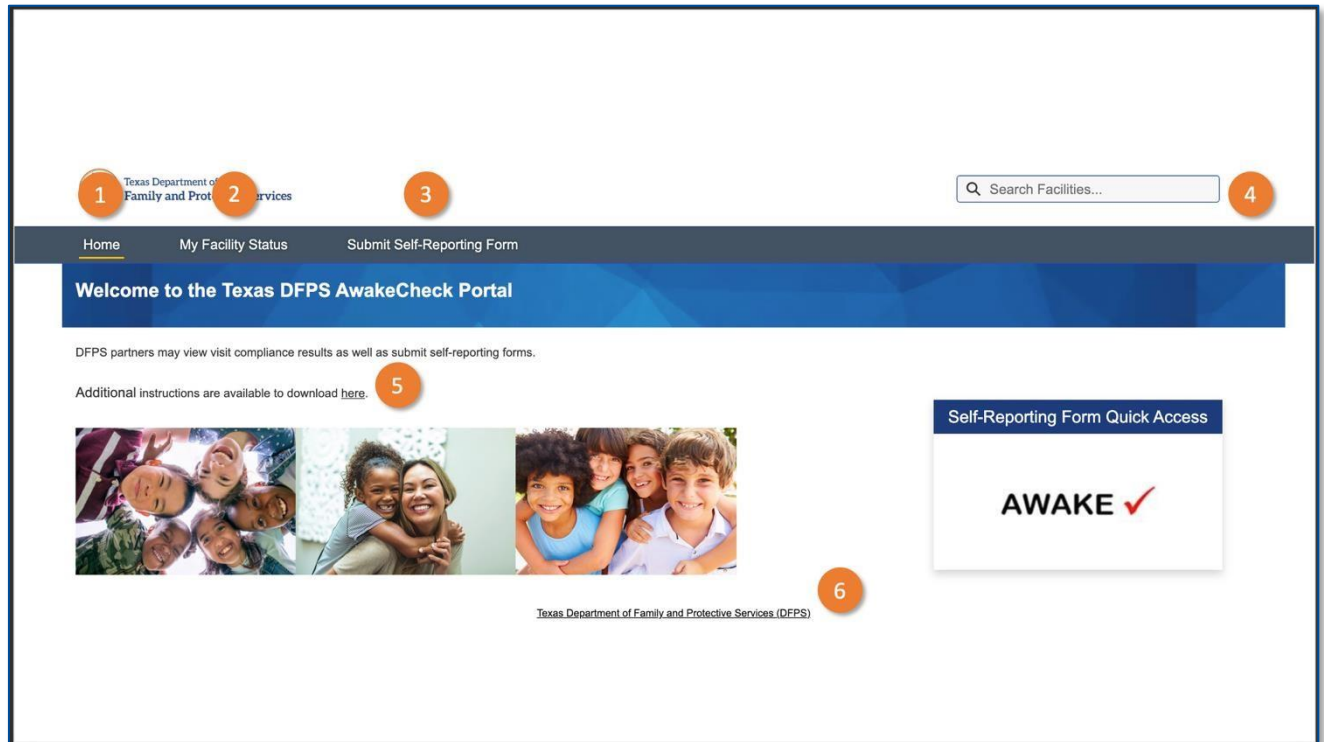 1
2
3
4
Texas Department of
Family and Prot rvices
Search Facilities...
Home My Facility Status Submit Self-Reporting Form
Welcome to the Texas DFPS AwakeCheck Portal
DFPS partners may view visit compliance results as well as submit self-reporting forms.
Additional instructions are available to download here.
5
Self-Reporting Form Quick Access
AWAKE ✓
6
Texas Department of Family and Protective Services (DFPS)